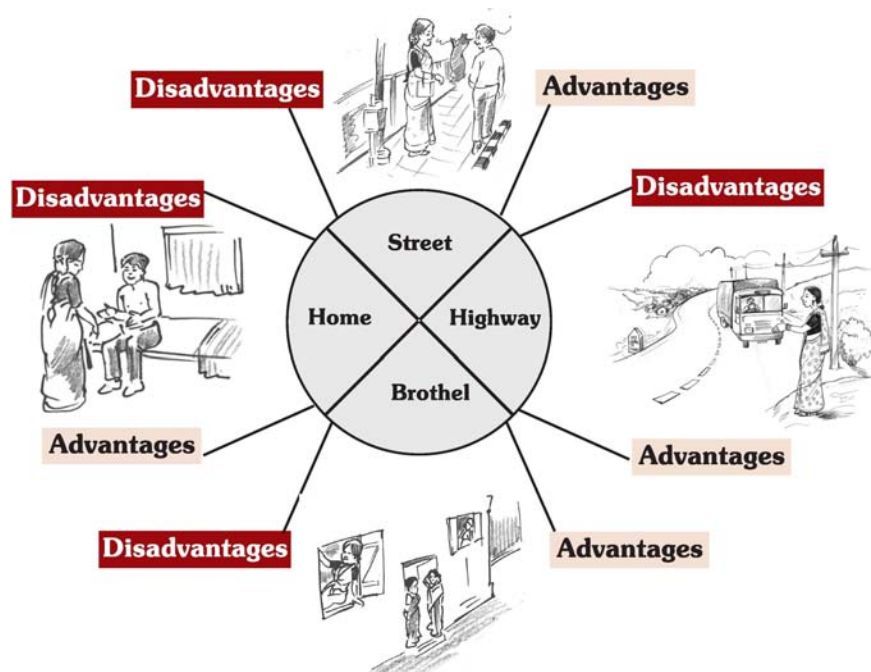 Disadvantages
Advantages
Disadvantages
Disadvantages
Street
Home
Highway
Brothel
Advantages
Advantages
Disadvantages
Advantages